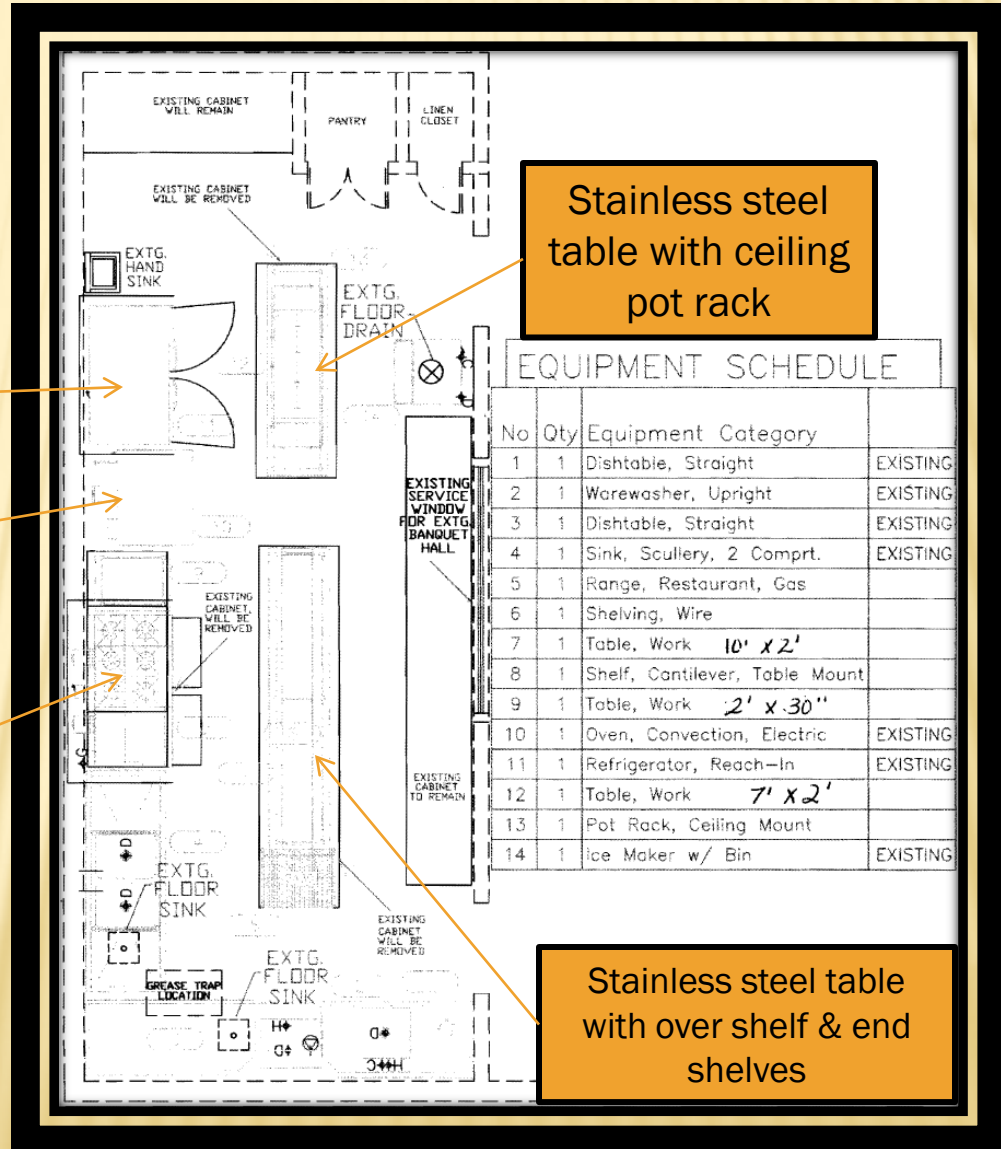 EXISTING CABINET
WILL REMAIN
PANTRY
LINEN
CLOSET
EXISTING CABINET
WILL BE REMOVED
EXTG.
HAND
SINK
EXTG.
FLOOR
DRAIN
Stainless steel
table with ceiling
pot rack
EXISTING
SERVICE
WINDOW
FOR EXTG.
BANQUET
HALL
EXISTING
CABINET
WILL BE
REMOVED
EXISTING
CABINET
TO REMAIN
EXTG.
FLOOR
SINK
EXISTING
CABINET
WILL BE
REMOVED
GREASE TRAP
LOCATION
EXTG.
FLOOR
SINK
EQUIPMENT SCHEDULE
No Qty Equipment Category
1 1 Dishtable, Straight EXISTING
2 1 Warewasher, Upright EXISTING
3 1 Dishtable, Straight EXISTING
4 1 Sink, Scullery, 2 Comprt. EXISTING
5 1 Range, Restaurant, Gas
6 1 Shelving, Wire
7 1 Table, Work 10' x 2'
8 1 Shelf, Cantilever, Table Mount
9 1 Table, Work 2' x 30"
10 1 Oven, Convection, Electric EXISTING
11 1 Refrigerator, Reach-In EXISTING
12 1 Table, Work 7' x 2'
13 1 Pot Rack, Ceiling Mount
14 1 Ice Maker w/ Bin EXISTING
Stainless steel table
with over shelf & end
shelves